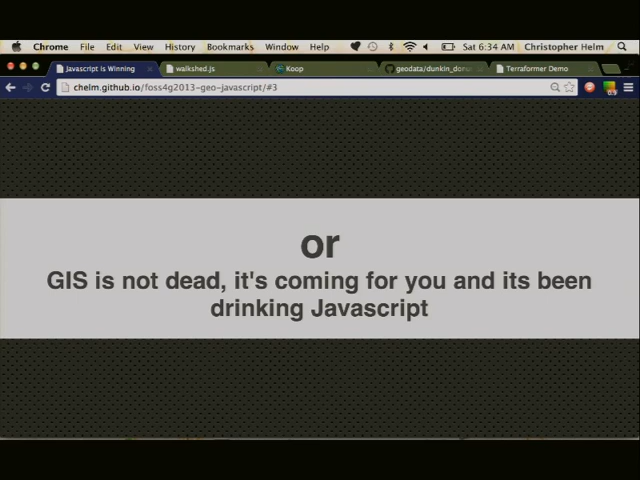 Chrome File Edit View History Bookmarks Window Help Sat 6:34 AM Christopher Helm
Javascript is Winning walkshed.js Koop geodata/dunkin_donu Terraformer Demo
chelm.github.io/foss4g2013-geo-javascript/#3
or
GIS is not dead, it's coming for you and its been
drinking Javascript